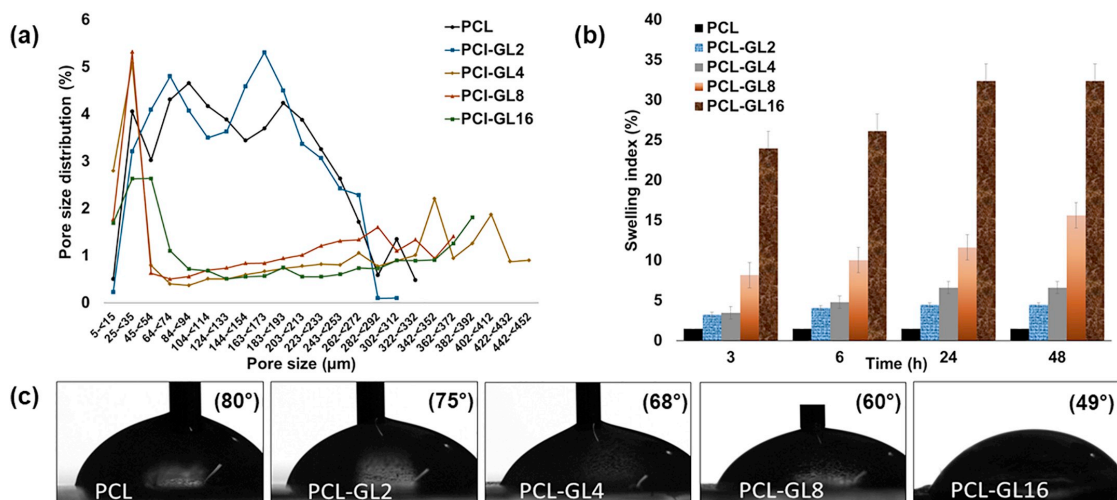 (a)
Pore size distribution (%)
6
5
4
3
2
1
0
PCL
PCI-GL2
PCI-GL4
PCI-GL8
PCI-GL16
5-<15
25-<35
45-<54
64-<74
84-<94
104-<114
124-<133
144-<154
163-<173
183-<193
203-<213
223-<233
243-<253
262-<272
282-<292
302-<312
322-<332
342-<352
362-<372
382-<392
402-<412
422-<432
442-<452
Pore size (μm)
(b)
Swelling index (%)
40
35
30
25
20
15
10
5
0
PCL
PCL-GL2
PCL-GL4
PCL-GL8
PCL-GL16
3 6 24 48
Time (h)
(c)
(80°)
PCL
(75°)
PCL-GL2
(68°)
PCL-GL4
(60°)
PCL-GL8
(49°)
PCL-GL16